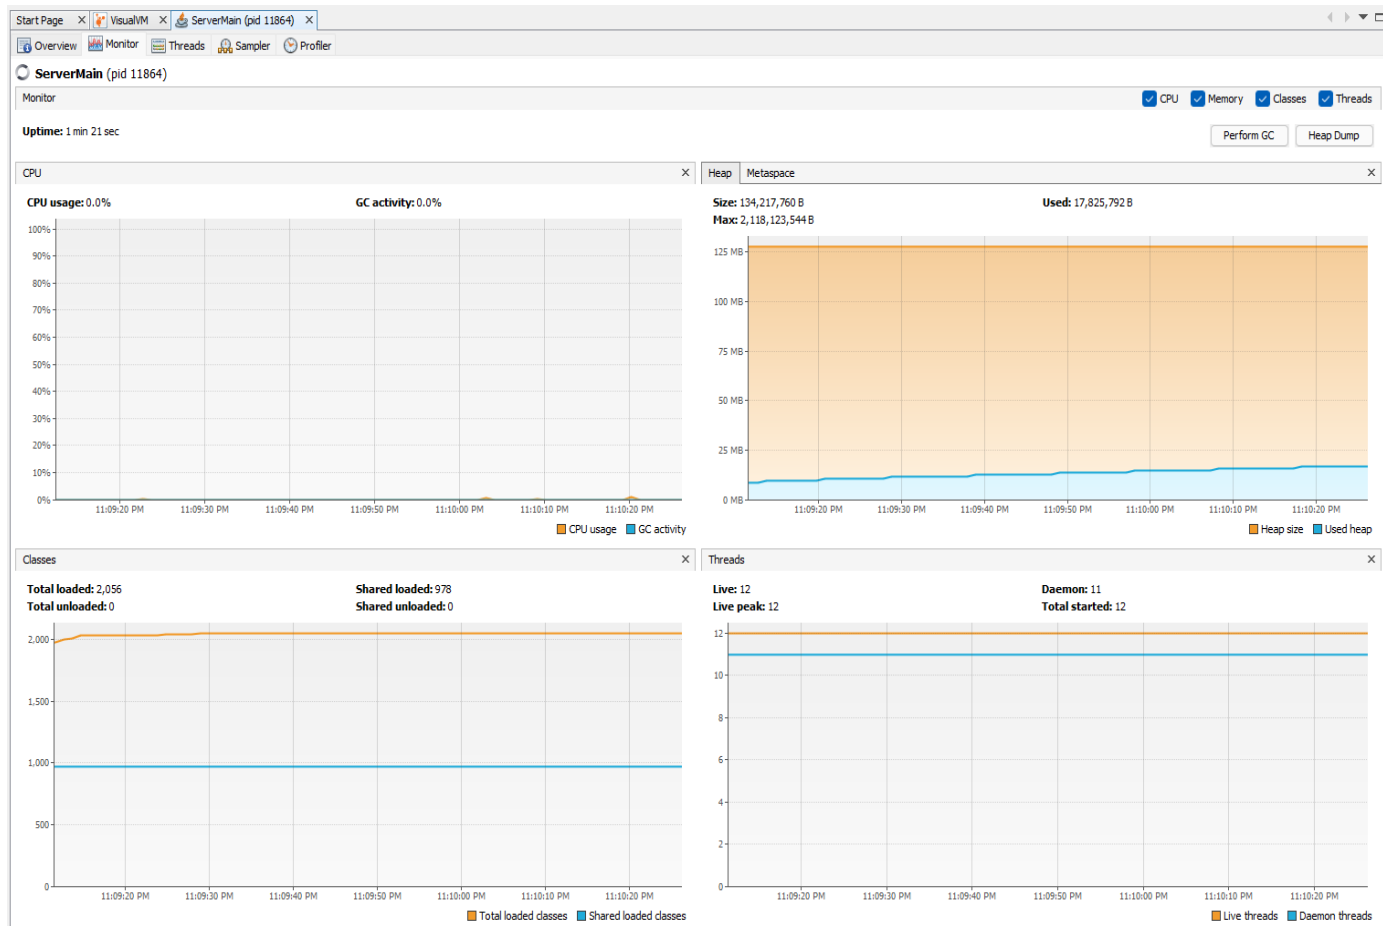 Start Page VisualVM ServerMain (pid 11864)
Overview Monitor Threads Sampler Profiler
ServerMain (pid 11864)
Monitor CPU Memory Classes Threads
Uptime: 1 min 21 sec
Perform GC Heap Dump
CPU
CPU usage: 0.0% GC activity: 0.0%
100%
90%
80%
70%
60%
50%
40%
30%
20%
10%
0%
11:09:20 PM 11:09:30 PM 11:09:40 PM 11:09:50 PM 11:10:00 PM 11:10:10 PM 11:10:20 PM
CPU usage GC activity
Heap Metaspace
Size: 134,217,760 B Used: 17,825,792 B
Max: 2,118,123,544 B
125 MB
100 MB
75 MB
50 MB
25 MB
0 MB
11:09:20 PM 11:09:30 PM 11:09:40 PM 11:09:50 PM 11:10:00 PM 11:10:10 PM 11:10:20 PM
Heap size Used heap
Classes
Total loaded: 2,056 Shared loaded: 978
Total unloaded: 0 Shared unloaded: 0
2,000
1,500
1,000
500
0
11:09:20 PM 11:09:30 PM 11:09:40 PM 11:09:50 PM 11:10:00 PM 11:10:10 PM 11:10:20 PM
Total loaded classes Shared loaded classes
Threads
Live: 12 Daemon: 11
Live peak: 12 Total started: 12
12
10
8
6
4
2
0
11:09:20 PM 11:09:30 PM 11:09:40 PM 11:09:50 PM 11:10:00 PM 11:10:10 PM 11:10:20 PM
Live threads Daemon threads